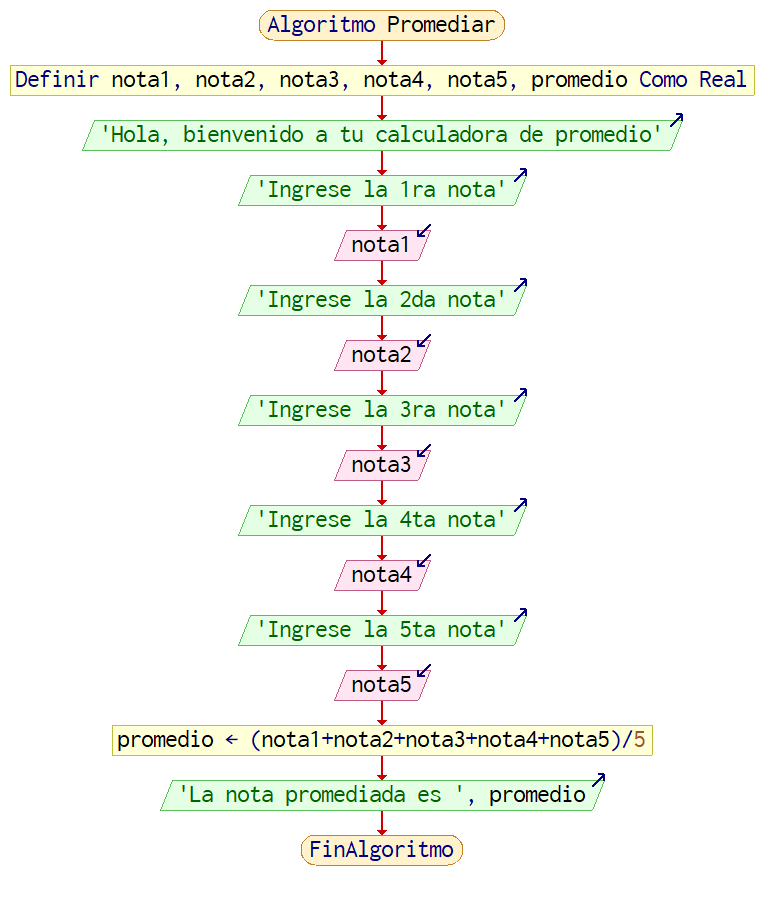 Algoritmo Promediar
Definir nota1, nota2, nota3, nota4, nota5, promedio Como Real
'Hola, bienvenido a tu calculadora de promedio'
'Ingrese la 1ra nota'
nota1
'Ingrese la 2da nota'
nota2
'Ingrese la 3ra nota'
nota3
'Ingrese la 4ta nota'
nota4
'Ingrese la 5ta nota'
nota5
promedio ← (nota1+nota2+nota3+nota4+nota5)/5
'La nota promediada es ', promedio
FinAlgoritmo